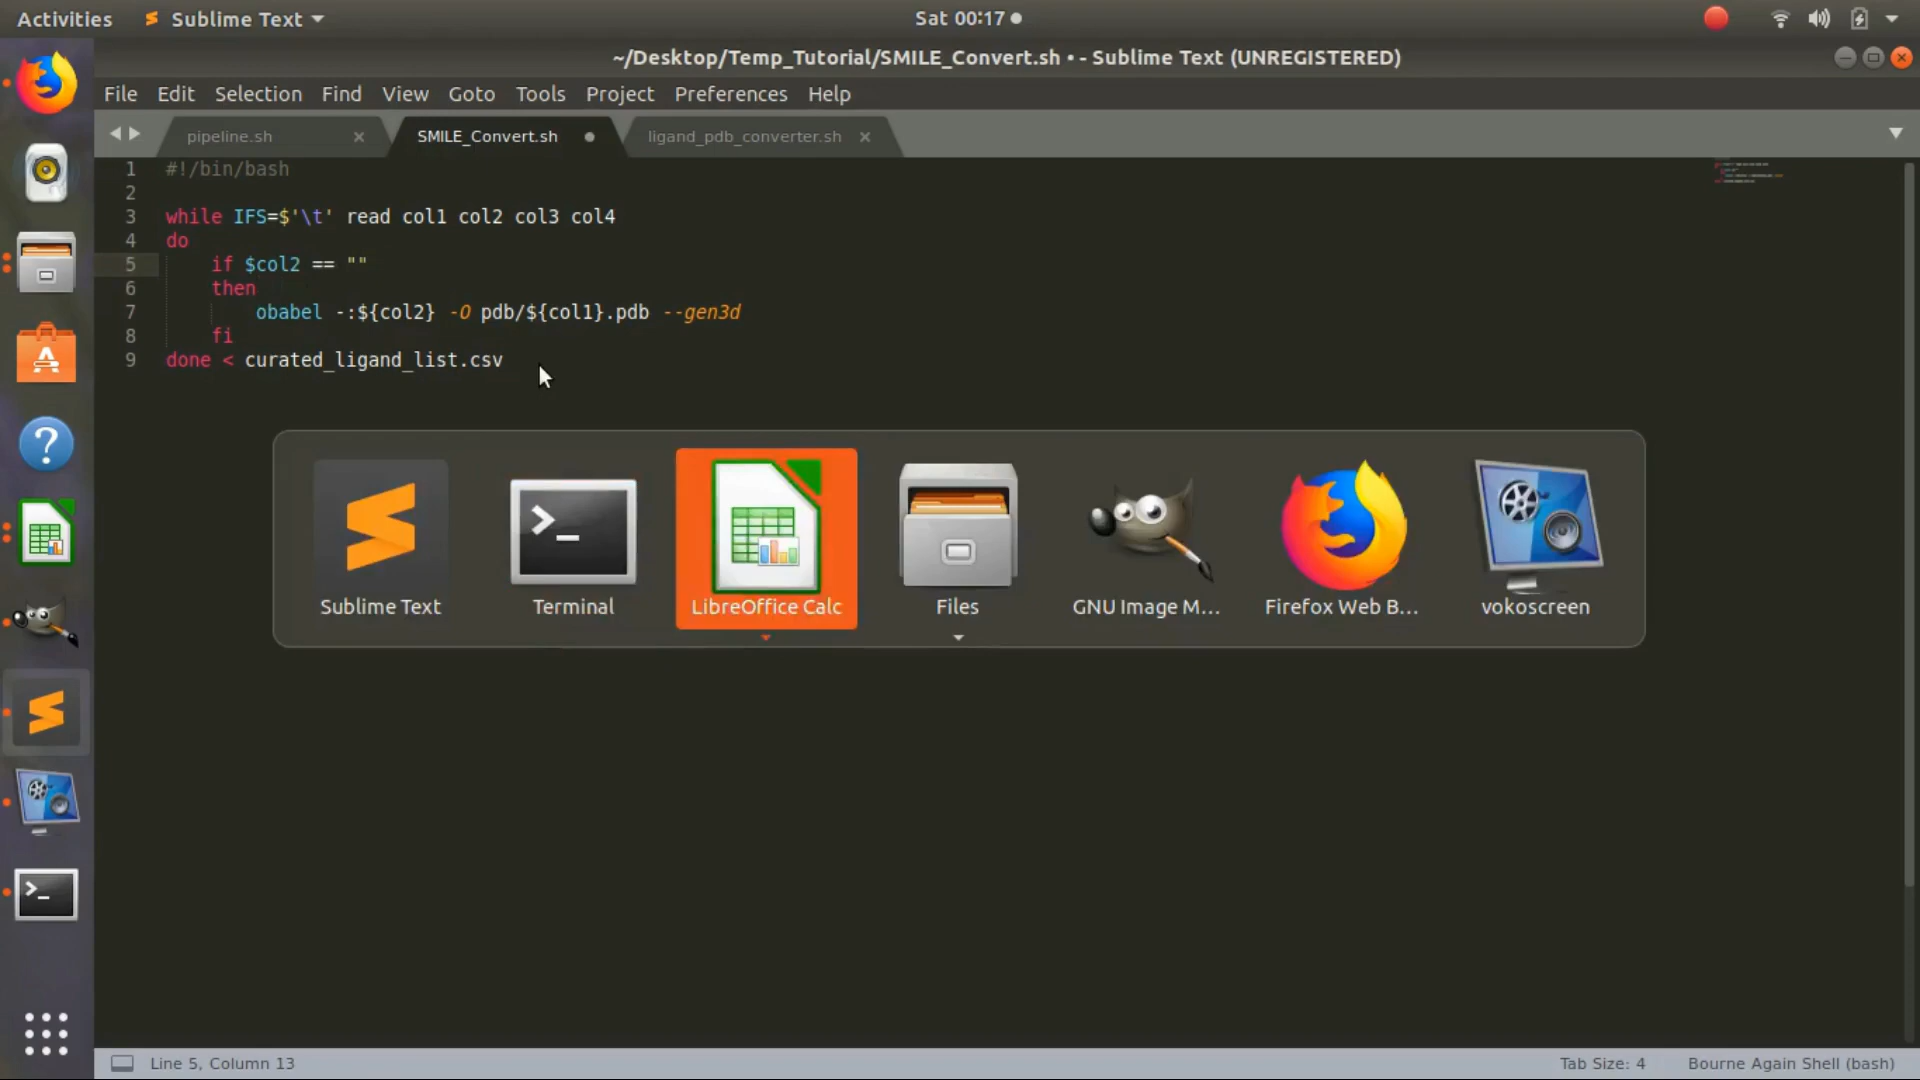 Activities Sublime Text Sat 00:17
~/Desktop/Temp_Tutorial/SMILE_Convert.sh • - Sublime Text (UNREGISTERED)
File Edit Selection Find View Goto Tools Project Preferences Help
pipeline.sh SMILE_Convert.sh ligand_pdb_converter.sh
1 #!/bin/bash
2
3 while IFS=$'\t' read col1 col2 col3 col4
4 do
5 if $col2 == ""
6 then
7 obabel -:${col2} -O pdb/${col1}.pdb --gen3d
8 fi
9 done < curated_ligand_list.csv
Sublime Text Terminal LibreOffice Calc Files GNU Image M... Firefox Web B... vokoscreen
Line 5, Column 13 Tab Size: 4 Bourne Again Shell (bash)